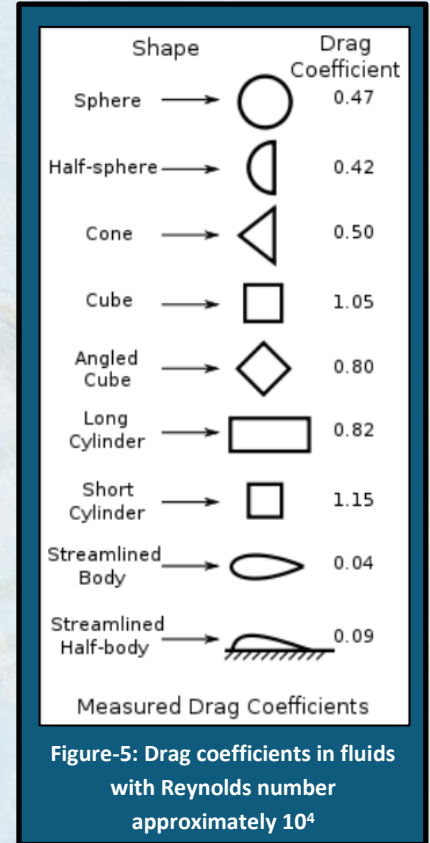 Shape Drag
Coefficient
Sphere 0.47
Half-sphere 0.42
Cone 0.50
Cube 1.05
Angled
Cube 0.80
Long
Cylinder 0.82
Short
Cylinder 1.15
Streamlined
Body 0.04
Streamlined
Half-body 0.09
Measured Drag Coefficients
Figure-5: Drag coefficients in fluids
with Reynolds number
approximately 10⁴